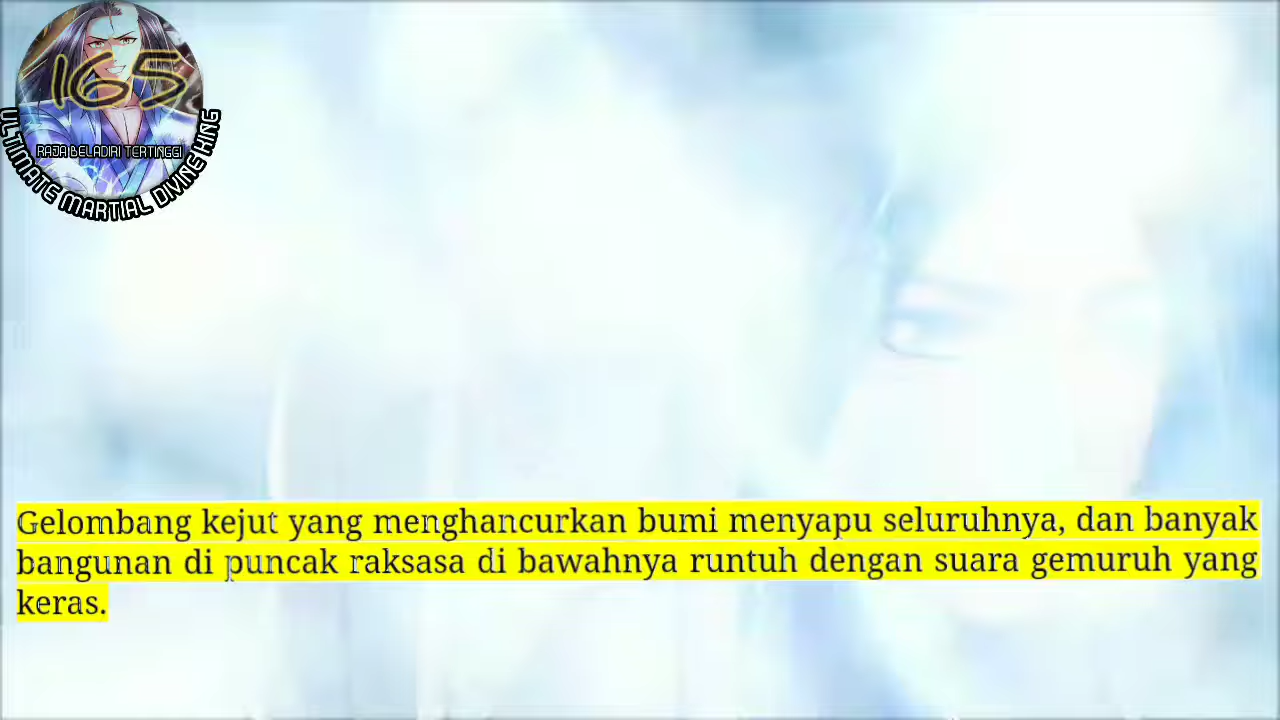 165
RAJA BELADIRI TERTINGGI
ULTIMATE MARTIAL DIVINE KING
Gelombang kejut yang menghancurkan bumi menyapu seluruhnya, dan banyak
bangunan di puncak raksasa di bawahnya runtuh dengan suara gemuruh yang
keras.